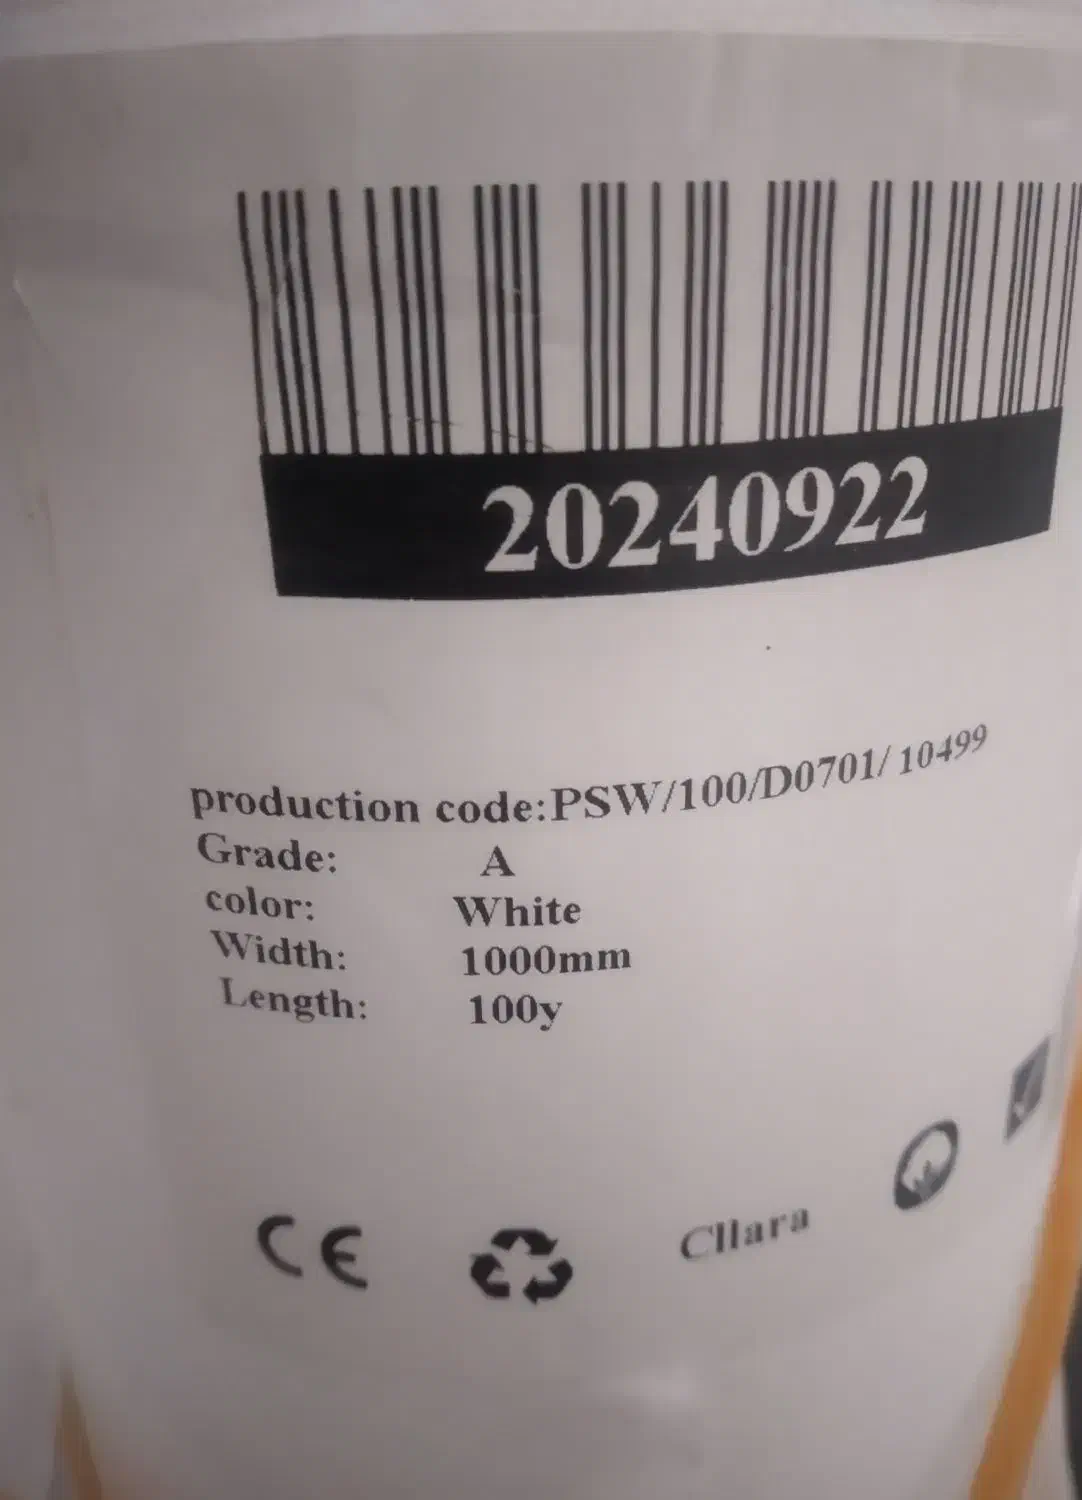 20240922
production code:PSW/100/D0701/ 10499
Grade: A
color: White
Width: 1000mm
Length: 100y
CE
Cllara